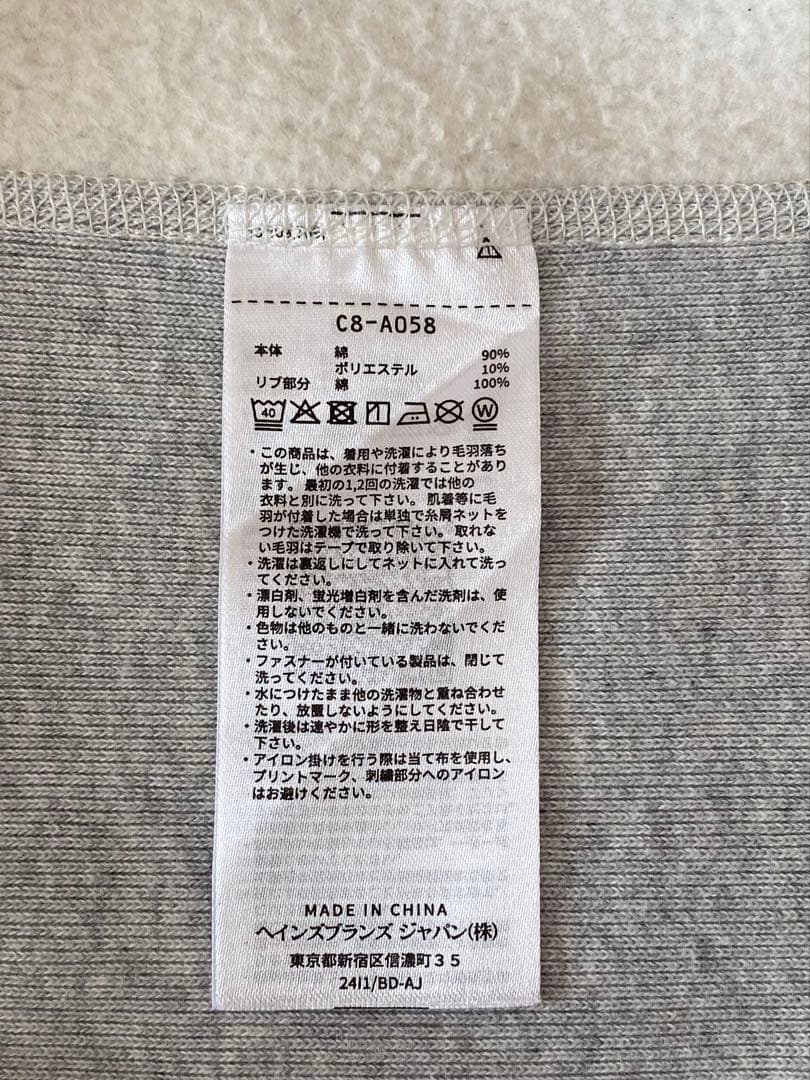 C8-A058
本体 綿 90%
ポリエステル 10%
リブ部分 綿 100%
40 W
・この商品は、着用や洗濯により毛羽落ち
が生じ、他の衣料に付着することがあり
ます。 最初の1,2回の洗濯では他の
衣料と別に洗って下さい。 肌着等に毛
羽が付着した場合は単独で糸屑ネットを
つけた洗濯機で洗って下さい。 取れな
い毛羽はテープで取り除いて下さい。
・洗濯は裏返しにしてネットに入れて洗っ
てください。
・漂白剤、蛍光増白剤を含んだ洗剤は、使
用しないでください。
・色物は他のものと一緒に洗わないでくだ
さい。
・ファスナーが付いている製品は、閉じて
洗ってください。
・水につけたまま他の洗濯物と重ね合わせ
たり、放置しないようにしてください。
・洗濯後は速やかに形を整え日陰で干して
下さい。
・アイロン掛けを行う際は当て布を使用し、
プリントマーク、刺繍部分へのアイロン
はお避けください。
MADE IN CHINA
ヘインズブランズ ジャパン(株)
東京都新宿区信濃町35
24I1/BD-AJ